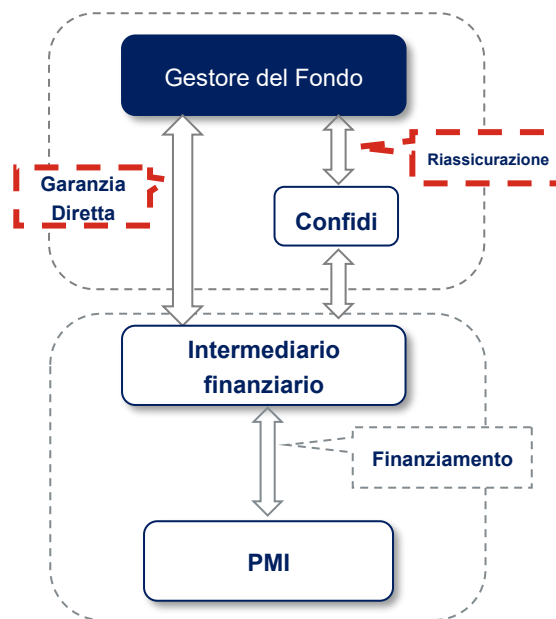 Gestore del Fondo
Riassicurazione
Garanzia
Diretta
Confidi
Intermediario
finanziario
Finanziamento
PMI